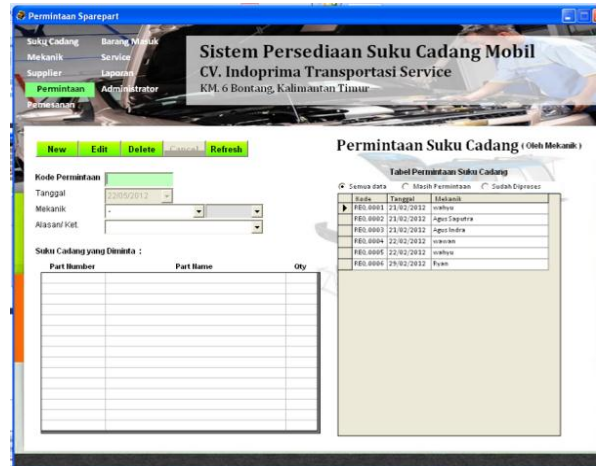 Permintaan Sparepart
Suku Cadang Barang Masuk
Mekanik Service
Supplier Laporan
Permintaan Administrator
Pemesanan
Sistem Persediaan Suku Cadang Mobil
CV. Indoprima Transportasi Service
KM. 6 Bontang, Kalimantan Timur
New Edit Delete Cancel Refresh
Permintaan Suku Cadang ( Oleh Mekanik )
Kode Permintaan
Tanggal 22/05/2012
Mekanik -
Alasan/ Ket.
Tabel Permintaan Suku Cadang
Semua data Masih Permintaan Sudah Diproses
Kode Tanggal Mekanik
REQ.0001 21/02/2012 wahyu
REQ.0002 21/02/2012 Agus Saputra
REQ.0003 21/02/2012 Agus Indra
REQ.0004 22/02/2012 wawan
REQ.0005 22/02/2012 wahyu
REQ.0006 29/02/2012 Ryan
Suku Cadang yang Diminta :
Part Number Part Name Qty